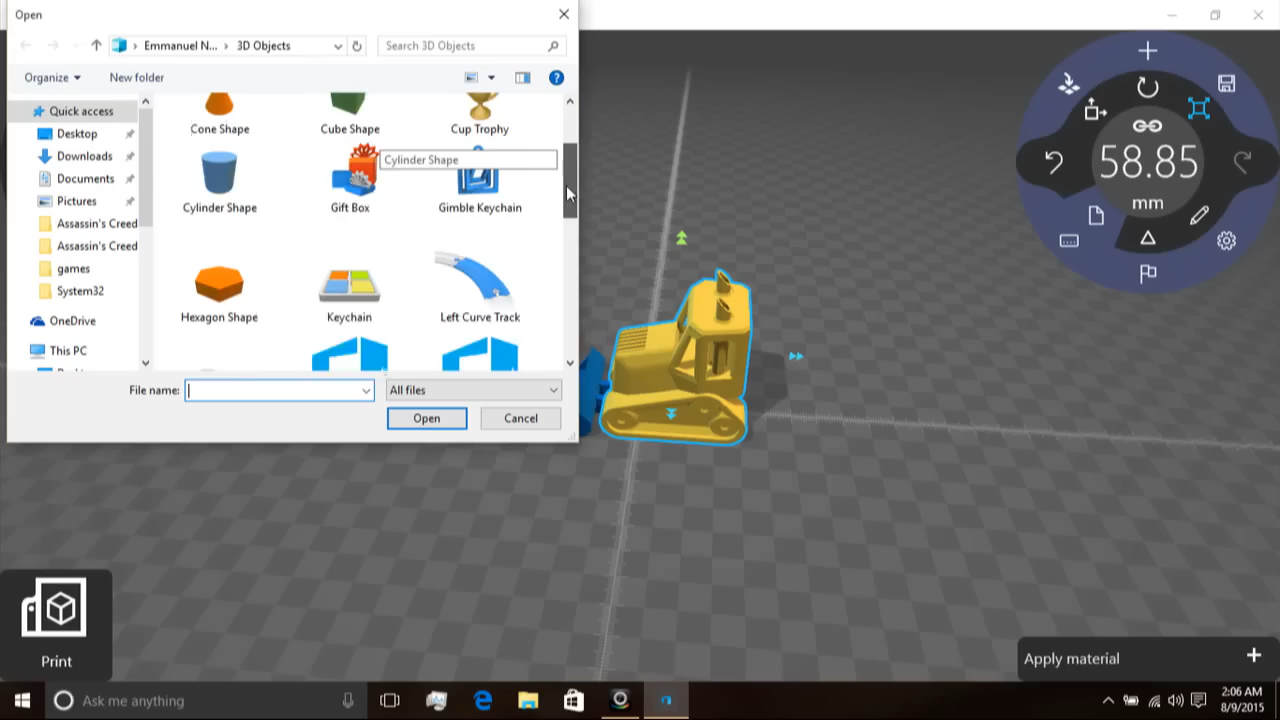 Open
Emmanuel N... 3D Objects
Search 3D Objects
Organize
New folder
Quick access
Desktop
Downloads
Documents
Pictures
Assassin's Creed
Assassin's Creed
games
System32
OneDrive
This PC
Cone Shape
Cube Shape
Cup Trophy
Cylinder Shape
Cylinder Shape
Gift Box
Gimble Keychain
Hexagon Shape
Keychain
Left Curve Track
File name:
All files
Open
Cancel
58.85
mm
Print
Apply material
Ask me anything
2:06 AM
8/9/2015